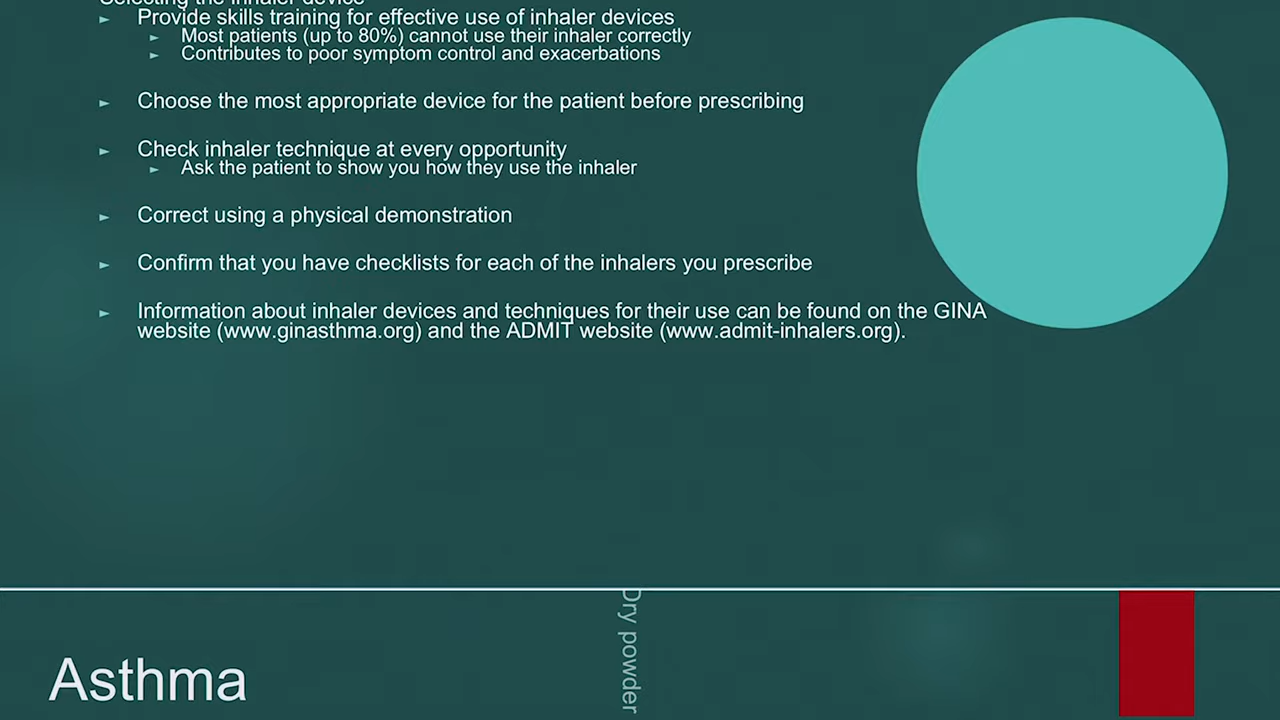 Selecting the inhaler device
► Provide skills training for effective use of inhaler devices
► Most patients (up to 80%) cannot use their inhaler correctly
► Contributes to poor symptom control and exacerbations
► Choose the most appropriate device for the patient before prescribing
► Check inhaler technique at every opportunity
► Ask the patient to show you how they use the inhaler
► Correct using a physical demonstration
► Confirm that you have checklists for each of the inhalers you prescribe
► Information about inhaler devices and techniques for their use can be found on the GINA
website (www.ginasthma.org) and the ADMIT website (www.admit-inhalers.org).
Dry powder
Asthma